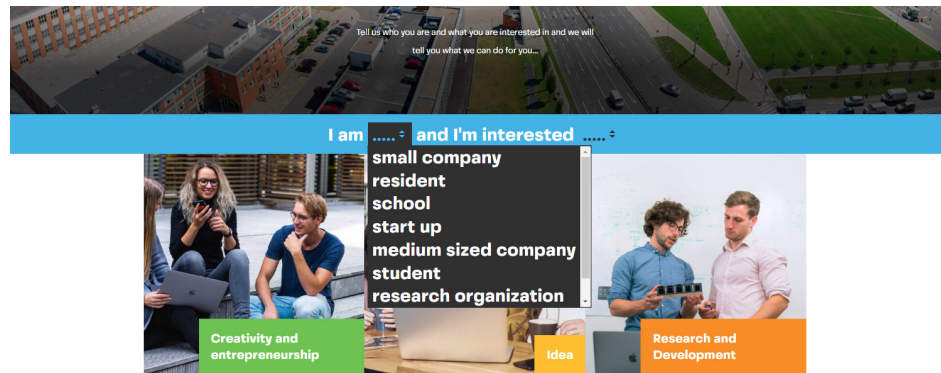 Tell us who you are and what you are interested in and we will
tell you what we can do for you...
I am ..... and I'm interested .....
small company
resident
school
start up
medium sized company
student
research organization
Creativity and
entrepreneurship
Idea
Research and
Development